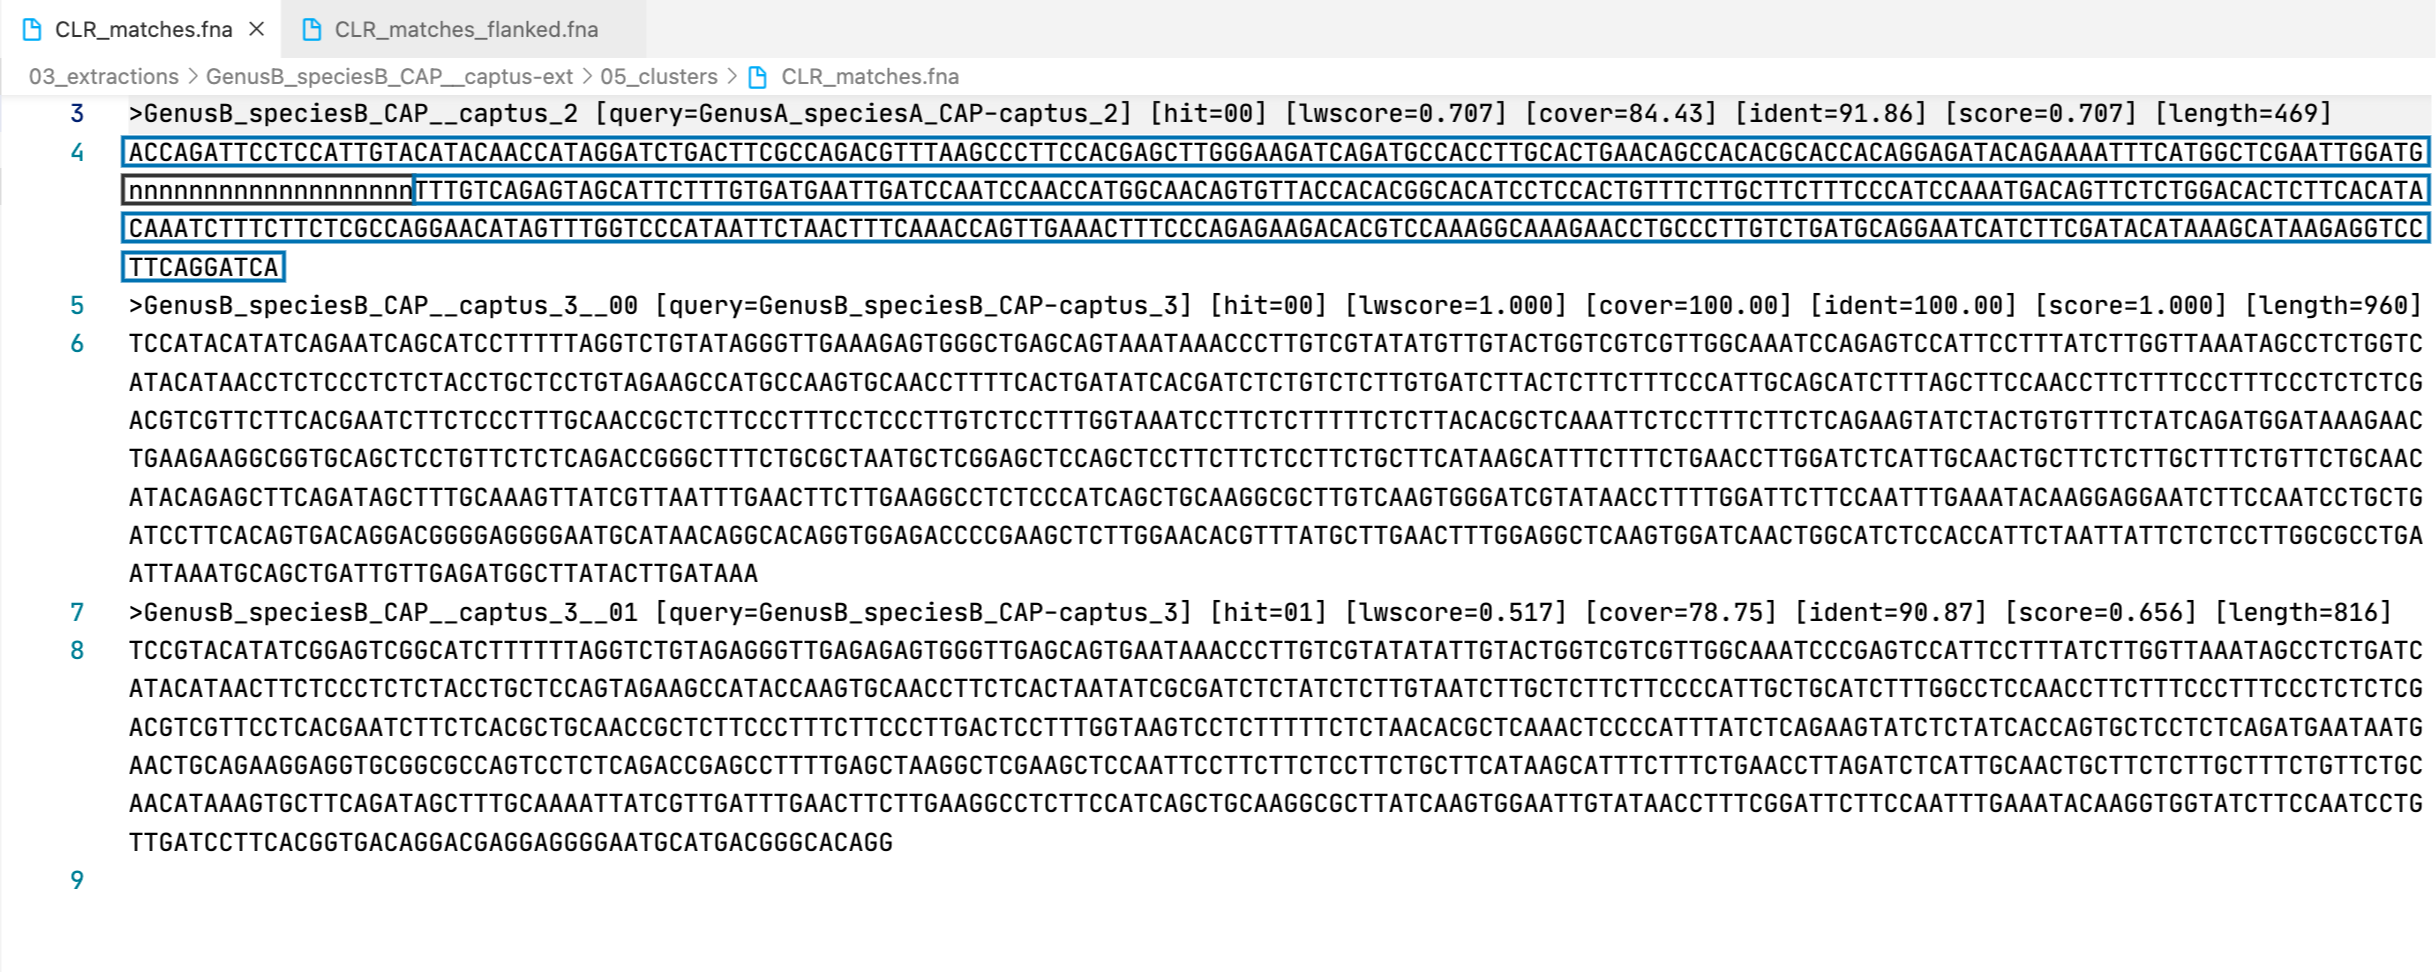 CLR_matches.fna
CLR_matches_flanked.fna
03_extractions > GenusB_speciesB_CAP__captus-ext > 05_clusters > CLR_matches.fna
3 >GenusB_speciesB_CAP__captus_2 [query=GenusA_speciesA_CAP-captus_2] [hit=00] [lwscore=0.707] [cover=84.43] [ident=91.86] [score=0.707] [length=469]
4 ACCAGATTCCTCCATTGTACATACAACCATAGGATCTGACTTCGCCAGACGTTTAAGCCCTTCCACGAGCTTGGGAAGATCAGATGCCACCTTGCACTGAACAGCCACACGCACCACAGGAGATACAGAAAATTTCATGGCTCGAATTGGATG
nnnnnnnnnnnnnnnnnnnTTTGTCAGAGTAGCATTCTTTGTGATGAATTGATCCAATCCAACCATGGCAACAGTGTTACCACACGGCACATCCTCCACTGTTTCTTGCTTCTTTCCCATCCAAATGACAGTTCTCTGGACACTCTTCACATA
CAAATCTTTCTTCTCGCCAGGAACATAGTTTGGTCCCATAATTCTAACTTTCAAACCAGTTGAAACTTTCCCAGAGAAGACACGTCCAAAGGCAAAGAACCTGCCCTTGTCTGATGCAGGAATCATCTTCGATACATAAAGCATAAGAGGTCC
TTCAGGATCA
5 >GenusB_speciesB_CAP__captus_3__00 [query=GenusB_speciesB_CAP-captus_3] [hit=00] [lwscore=1.000] [cover=100.00] [ident=100.00] [score=1.000] [length=960]
6 TCCATACATATCAGAATCAGCATCCTTTTTAGGTCTGTATAGGGTTGAAAGAGTGGGCTGAGCAGTAAATAAACCCTTGTCGTATATGTTGTACTGGTCGTCGTTGGCAAATCCAGAGTCCATTCCTTTATCTTGGTTAAATAGCCTCTGGTC
ATACATAACCTCTCCCTCTCTACCTGCTCCTGTAGAAGCCATGCCAAGTGCAACCTTTTCACTGATATCACGATCTCTGTCTCTTGTGATCTTACTCTTCTTTCCCATTGCAGCATCTTTAGCTTCCAACCTTCTTTCCCTTTCCCTCTCTCG
ACGTCGTTCTTCACGAATCTTCTCCCTTTGCAACCGCTCTTCCCTTTCCTCCCTTGTCTCCTTTGGTAAATCCTTCTCTTTTTCTCTTACACGCTCAAATTCTCCTTTCTTCTCAGAAGTATCTACTGTGTTTCTATCAGATGGATAAAGAAC
TGAAGAAGGCGGTGCAGCTCCTGTTCTCTCAGACCGGGCTTTCTGCGCTAATGCTCGGAGCTCCAGCTCCTTCTTCTCCTTCTGCTTCATAAGCATTTCTTTCTGAACCTTGGATCTCATTGCAACTGCTTCTCTTGCTTTCTGTTCTGCAAC
ATACAGAGCTTCAGATAGCTTTGCAAAGTTATCGTTAATTTGAACTTCTTGAAGGCCTCTCCCATCAGCTGCAAGGCGCTTGTCAAGTGGGATCGTATAACCTTTTGGATTCTTCCAATTTGAAATACAAGGAGGAATCTTCCAATCCTGCTG
ATCCTTCACAGTGACAGGACGGGGAGGGGAATGCATAACAGGCACAGGTGGAGACCCCGAAGCTCTTGGAACACGTTTATGCTTGAACTTTGGAGGCTCAAGTGGATCAACTGGCATCTCCACCATTCTAATTATTCTCTCCTTGGCGCCTGA
ATTAAATGCAGCTGATTGTTGAGATGGCTTATACTTGATAAA
7 >GenusB_speciesB_CAP__captus_3__01 [query=GenusB_speciesB_CAP-captus_3] [hit=01] [lwscore=0.517] [cover=78.75] [ident=90.87] [score=0.656] [length=816]
8 TCCGTACATATCGGAGTCGGCATCTTTTTTAGGTCTGTAGAGGGTTGAGAGAGTGGGTTGAGCAGTGAATAAACCCTTGTCGTATATATTGTACTGGTCGTCGTTGGCAAATCCCGAGTCCATTCCTTTATCTTGGTTAAATAGCCTCTGATC
ATACATAACTTCTCCCTCTCTACCTGCTCCAGTAGAAGCCATACCAAGTGCAACCTTCTCACTAATATCGCGATCTCTATCTCTTGTAATCTTGCTCTTCTTCCCCATTGCTGCATCTTTGGCCTCCAACCTTCTTTCCCTTTCCCTCTCTCG
ACGTCGTTCCTCACGAATCTTCTCACGCTGCAACCGCTCTTCCCTTTCTTCCCTTGACTCCTTTGGTAAGTCCTCTTTTTCTCTAACACGCTCAAACTCCCCATTTATCTCAGAAGTATCTCTATCACCAGTGCTCCTCTCAGATGAATAATG
AACTGCAGAAGGAGGTGCGGCGCCAGTCCTCTCAGACCGAGCCTTTTGAGCTAAGGCTCGAAGCTCCAATTCCTTCTTCTCCTTCTGCTTCATAAGCATTTCTTTCTGAACCTTAGATCTCATTGCAACTGCTTCTCTTGCTTTCTGTTCTGC
AACATAAAGTGCTTCAGATAGCTTTGCAAAATTATCGTTGATTTGAACTTCTTGAAGGCCTCTTCCATCAGCTGCAAGGCGCTTATCAAGTGGAATTGTATAACCTTTCGGATTCTTCCAATTTGAAATACAAGGTGGTATCTTCCAATCCTG
TTGATCCTTCACGGTGACAGGACGAGGAGGGGAATGCATGACGGGCACAGG
9